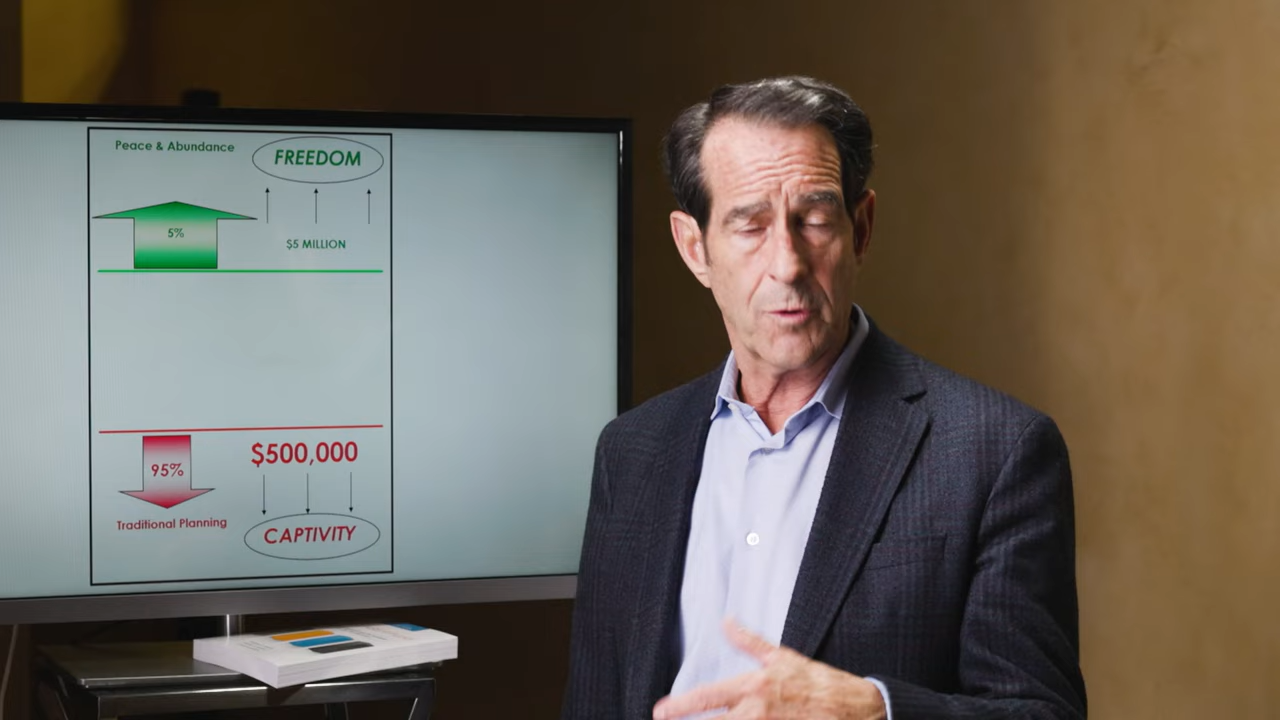 Peace & Abundance
FREEDOM
5%
$5 MILLION
95%
$500,000
Traditional Planning
CAPTIVITY